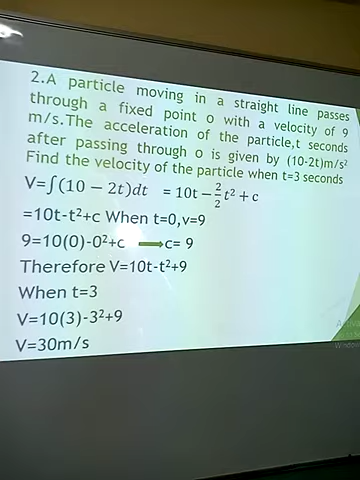 2.A particle moving in a straight line passes
through a fixed point o with a velocity of 9
m/s.The acceleration of the particle,t seconds
after passing through o is given by (10-2t)m/s²
Find the velocity of the particle when t=3 seconds
V=∫(10 − 2t)dt = 10t − 2/2 t² + c
=10t-t²+c When t=0,v=9
9=10(0)-0²+c ⟹c= 9
Therefore V=10t-t²+9
When t=3
V=10(3)-3²+9
V=30m/s